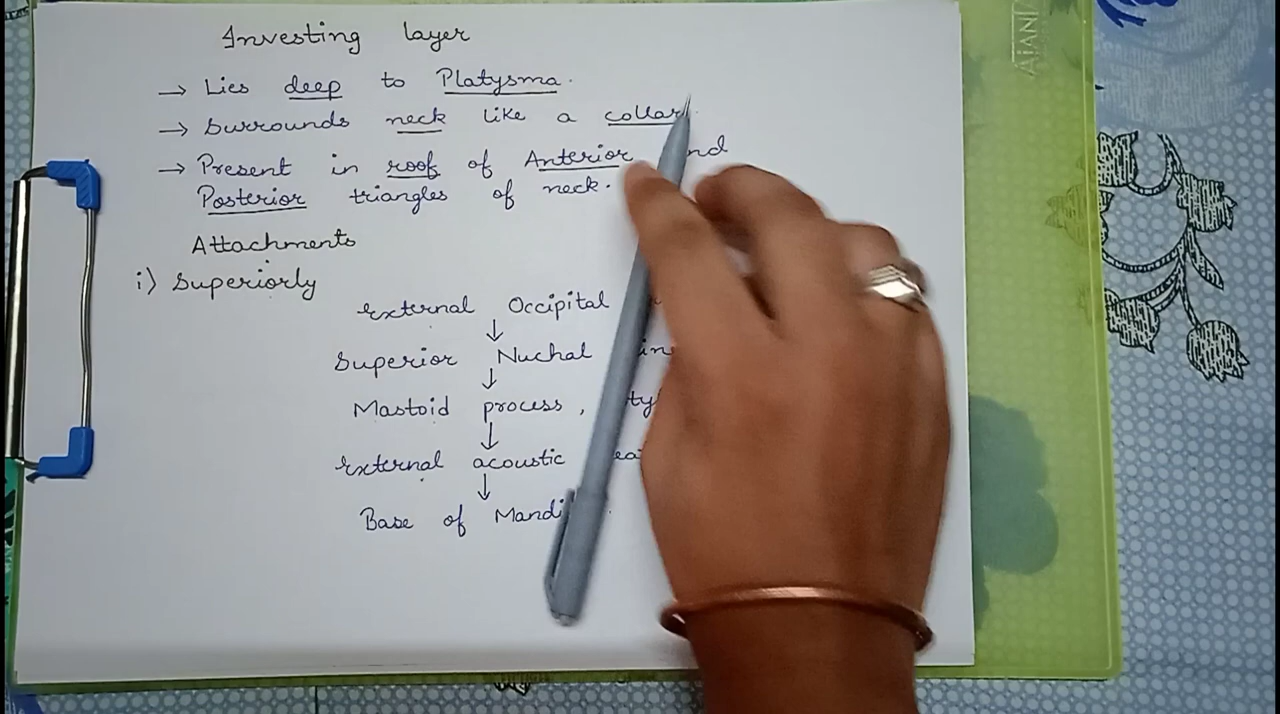 Investing layer
→ Lies deep to Platysma.
→ Surrounds neck like a collar
→ Present in roof of Anterior and
Posterior triangles of neck.
Attachments
i) Superiorly
External Occipital
↓
Superior Nuchal
↓
Mastoid process,
↓
External acoustic
↓
Base of